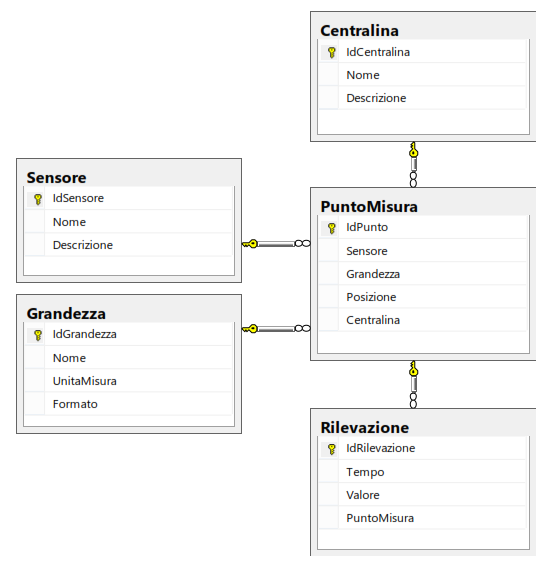 Centralina
IdCentralina
Nome
Descrizione
Sensore
IdSensore
Nome
Descrizione
PuntoMisura
IdPunto
Sensore
Grandezza
Posizione
Centralina
Grandezza
IdGrandezza
Nome
UnitaMisura
Formato
Rilevazione
IdRilevazione
Tempo
Valore
PuntoMisura